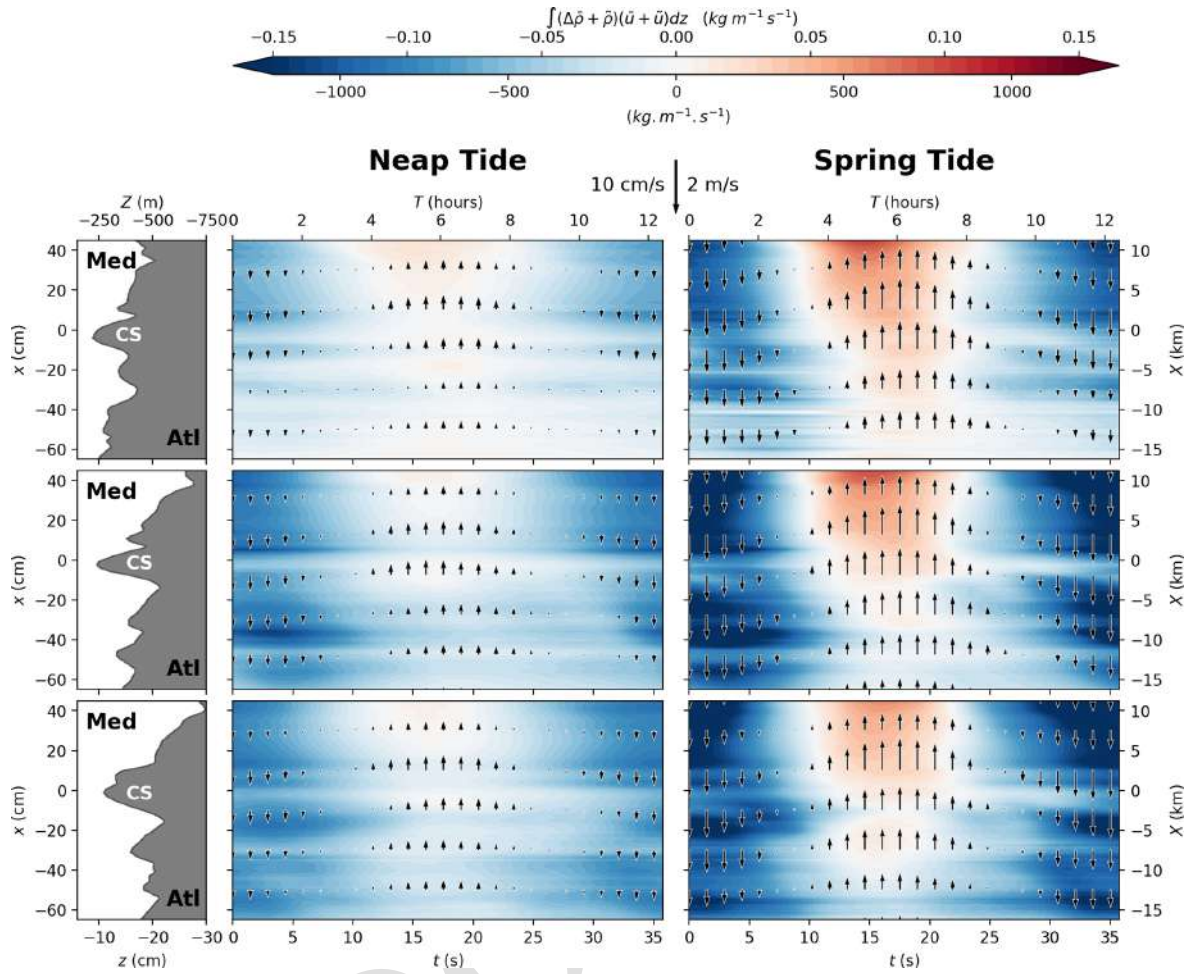 ∫(Δρ̄ + ρ̃)(ū + ũ)dz (kg m⁻¹ s⁻¹)
−0.15 −0.10 −0.05 0.00 0.05 0.10 0.15
−1000 −500 0 500 1000
(kg. m⁻¹. s⁻¹)
Neap Tide
10 cm/s 2 m/s
Spring Tide
Z (m)
T (hours)
T (hours)
−250 −500 −750
0 2 4 6 8 10 12
0 2 4 6 8 10 12
Med
CS
Atl
x (cm)
40
20
0
−20
−40
−60
10
5
0
−5
−10
−15
X (km)
Med
CS
Atl
x (cm)
40
20
0
−20
−40
−60
10
5
0
−5
−10
−15
X (km)
Med
CS
Atl
x (cm)
40
20
0
−20
−40
−60
10
5
0
−5
−10
−15
X (km)
−10 −20 −30
0 5 10 15 20 25 30 35
0 5 10 15 20 25 30 35
z (cm)
t (s)
t (s)